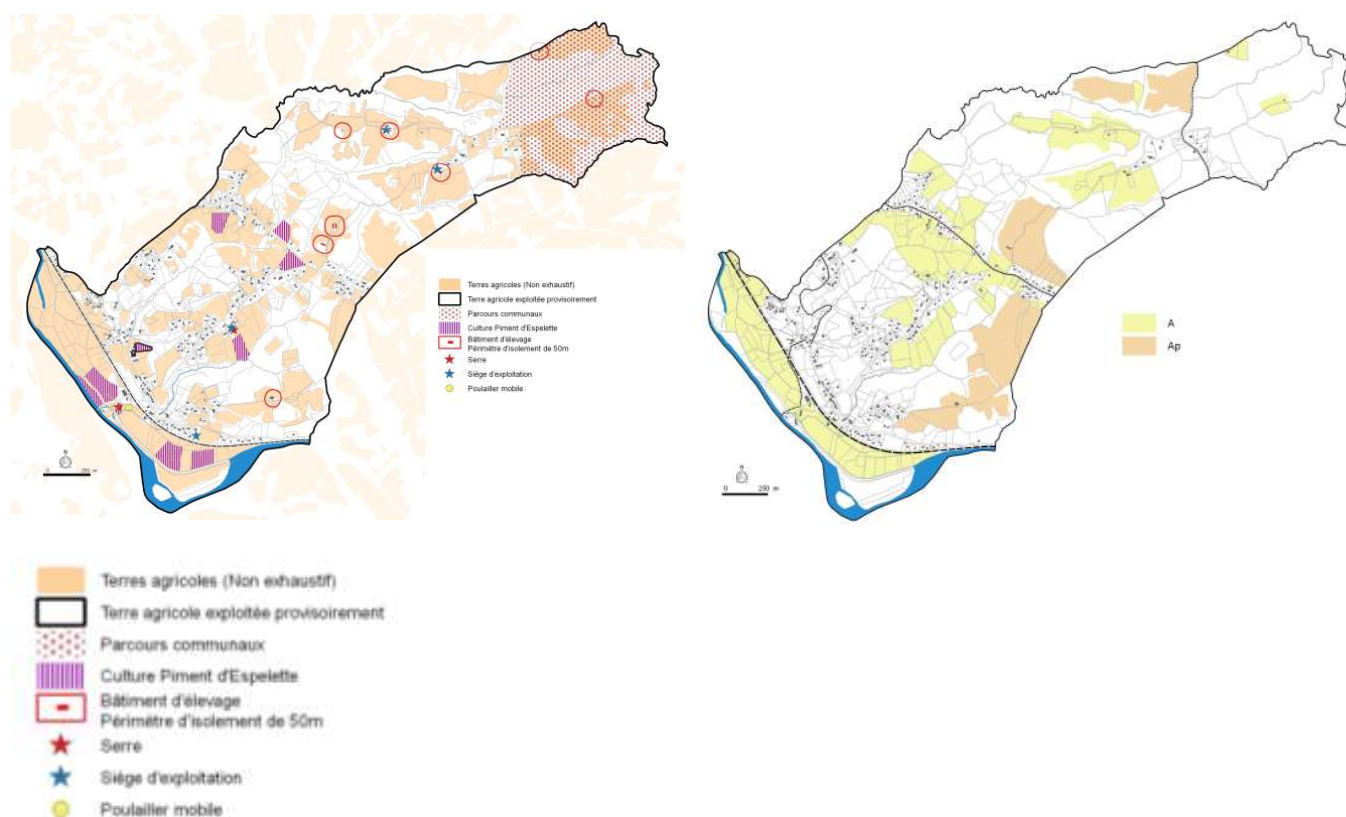 Terres agricoles (Non exhaustif)
Terre agricole exploitée provisoirement
Parcours communaux
Culture Piment d'Espelette
Bâtiment d'élevage
Périmètre d'isolement de 50m
Serre
Siège d'exploitation
Poulailler mobile
N
0 250 m
A
Ap
N
0 250 m
Terres agricoles (Non exhaustif)
Terre agricole exploitée provisoirement
Parcours communaux
Culture Piment d'Espelette
Bâtiment d'élevage
Périmètre d'isolement de 50m
Serre
Siège d'exploitation
Poulailler mobile